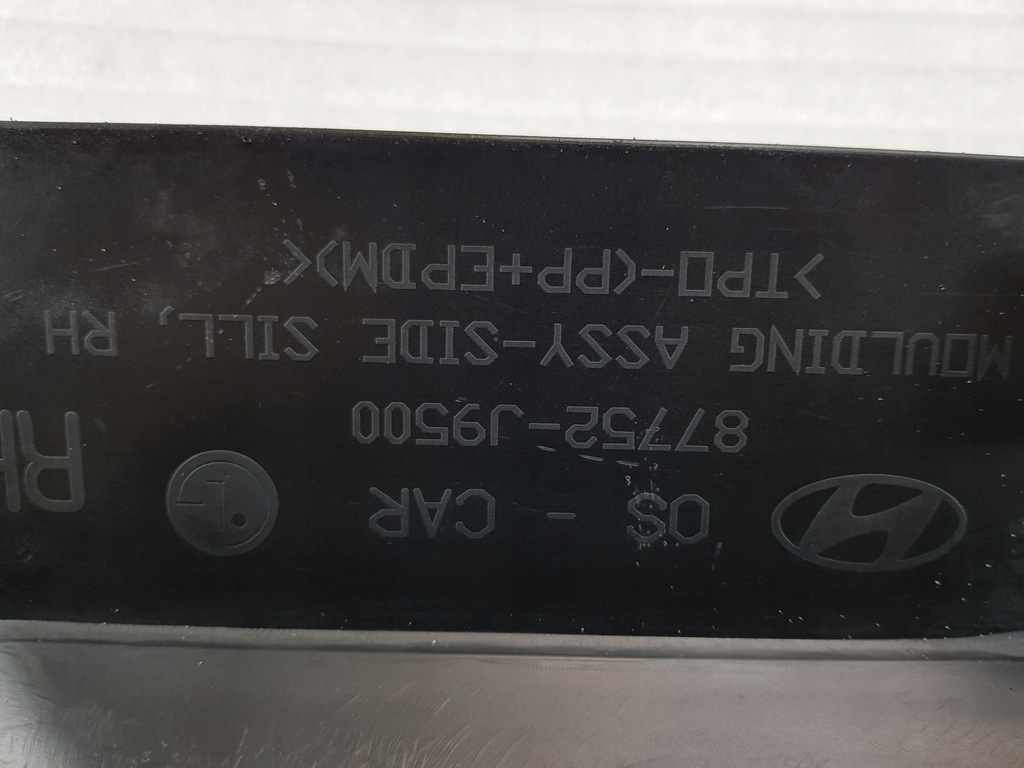 OS - CAR
87752-J9500
MOULDING ASSY-SIDE SILL, RH
>TPO-(PP+EPDM)<